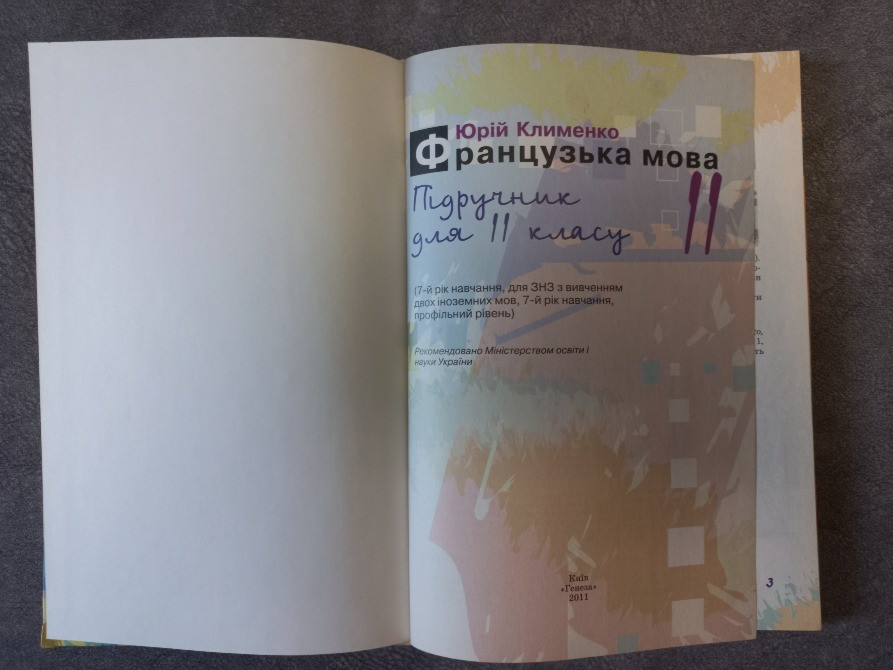 Юрій Клименко
Французька мова
Підручник
для 11 класу
11
(7-й рік навчання, для ЗНЗ з вивченням
двох іноземних мов, 7-й рік навчання,
профільний рівень)
Рекомендовано Міністерством освіти і
науки України
Київ
«Генеза»
2011
3